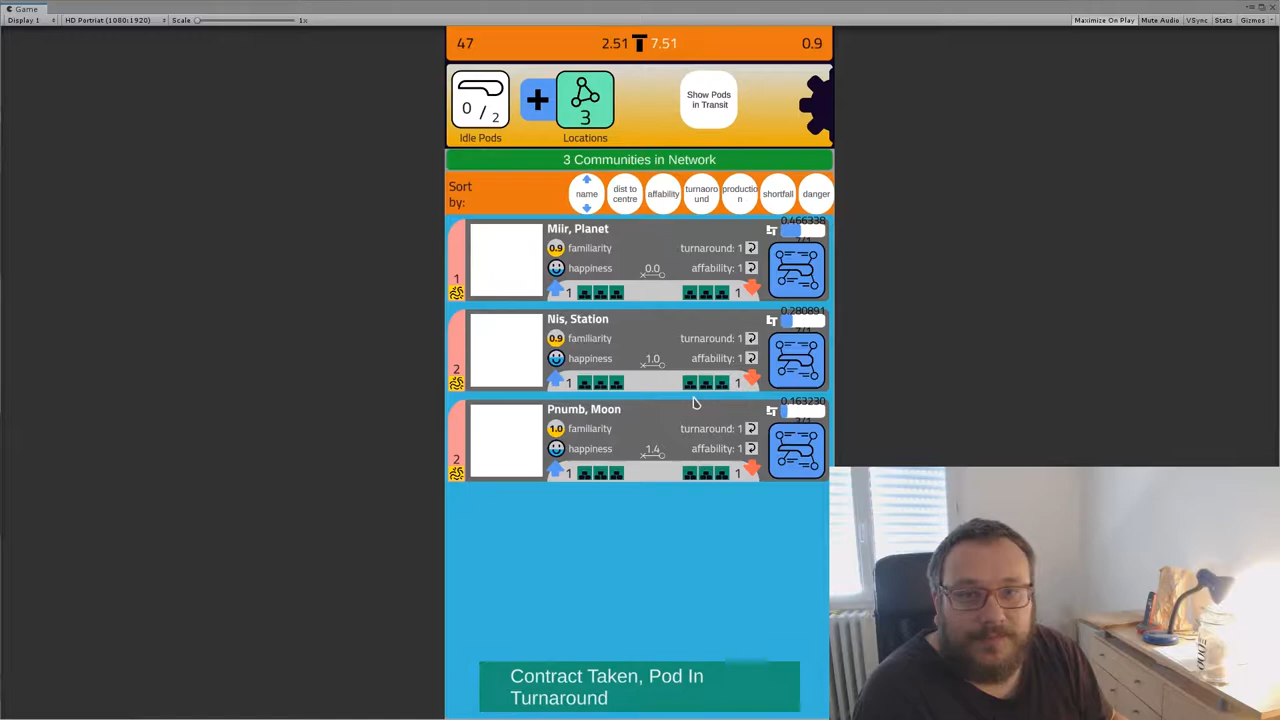 Game
Display 1
HD Portriat (1080:1920)
Scale
1x
Maximize On Play
Mute Audio
VSync
Stats
Gizmos
47
2.51
7.51
0.9
0 / 2
Idle Pods
+
3
Locations
Show Pods
in Transit
3 Communities in Network
Sort
by:
name
dist to
centre
affability
turnaro
und
productio
n
shortfall
danger
1
Miir, Planet
0.466338
0.9 familiarity
turnaround: 1
happiness
0.0
affability: 1
1
1
2
Nis, Station
0.280891
0.9 familiarity
turnaround: 1
happiness
1.0
affability: 1
1
1
2
Pnumb, Moon
0.163230
1.0 familiarity
turnaround: 1
happiness
1.4
affability: 1
1
1
Contract Taken, Pod In
Turnaround